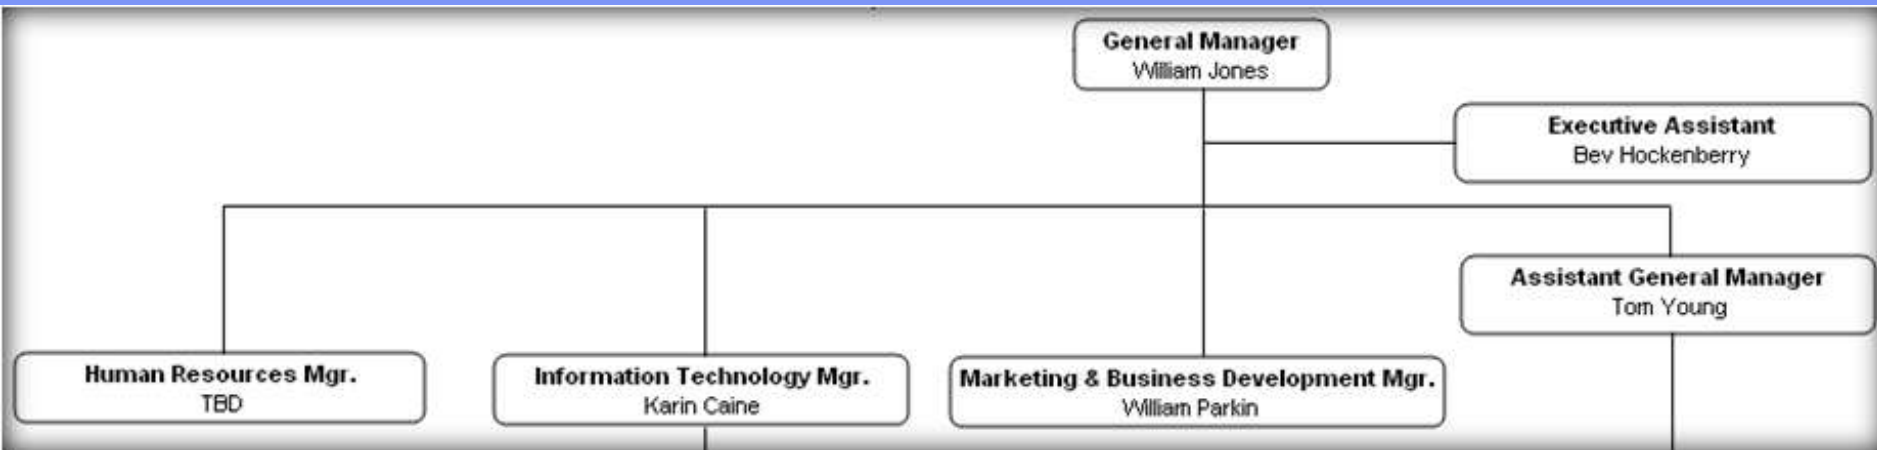 General Manager
William Jones
Executive Assistant
Bev Hockenberry
Assistant General Manager
Tom Young
Human Resources Mgr.
TBD
Information Technology Mgr.
Karin Caine
Marketing & Business Development Mgr.
William Parkin